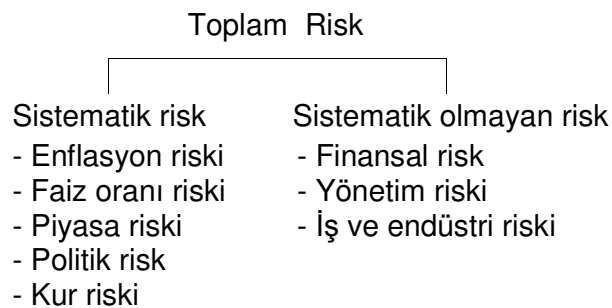 Toplam Risk
Sistematik risk
- Enflasyon riski
- Faiz oranı riski
- Piyasa riski
- Politik risk
- Kur riski
Sistematik olmayan risk
- Finansal risk
- Yönetim riski
- İş ve endüstri riski